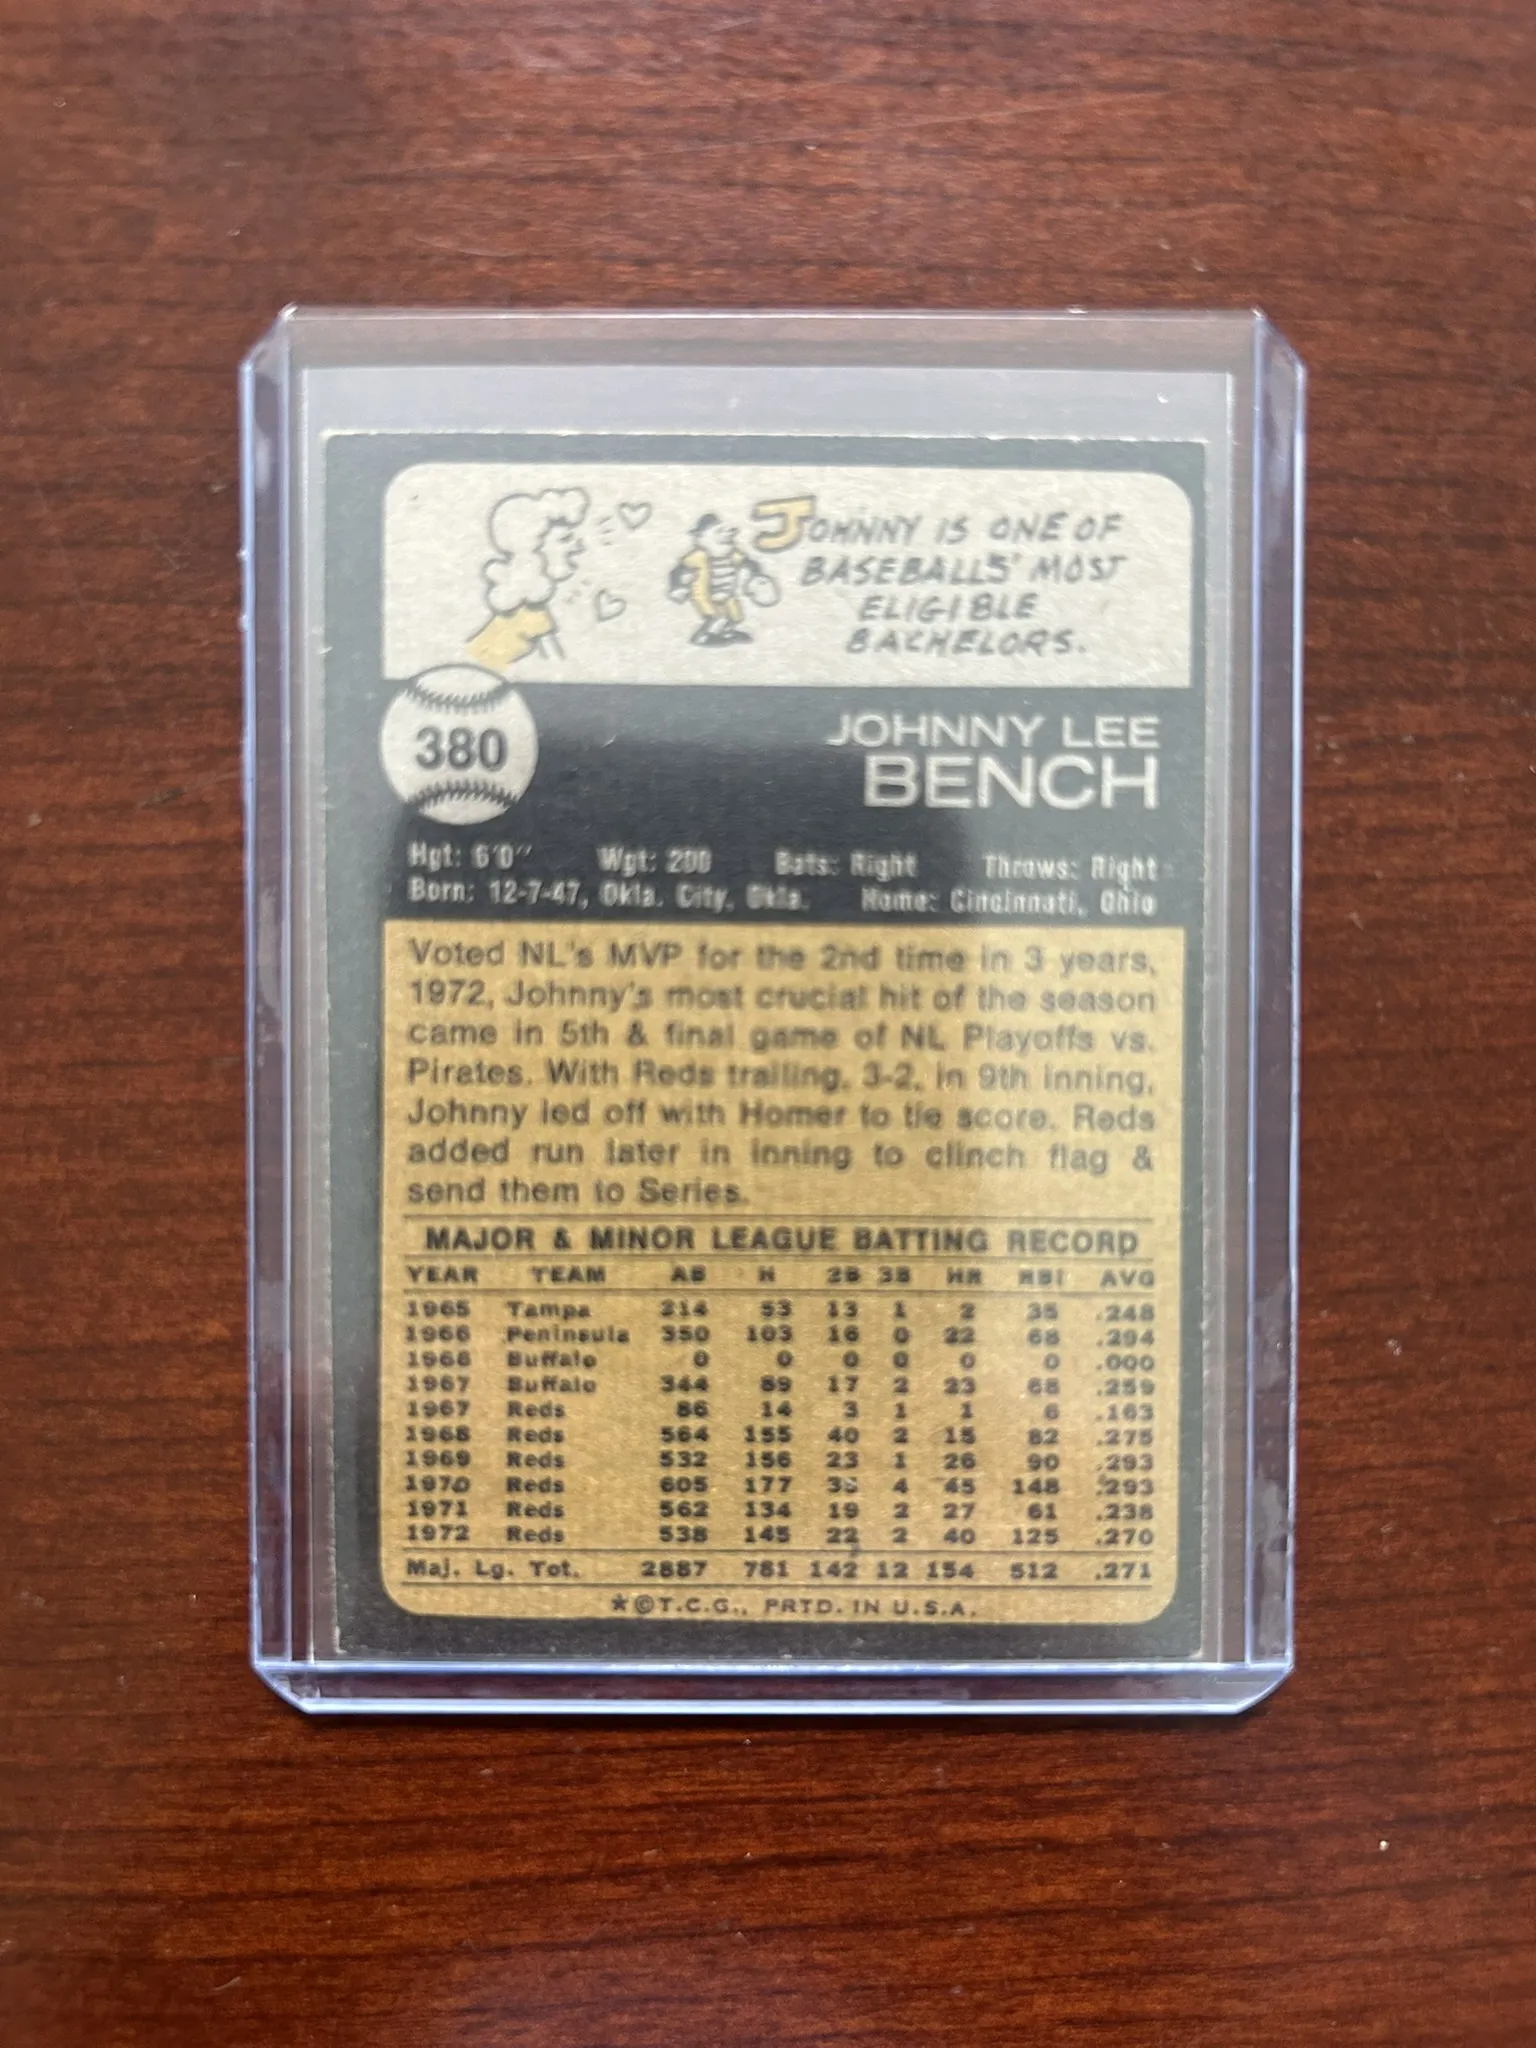 JOHNNY IS ONE OF
BASEBALLS' MOST
ELIGIBLE
BACHELORS.
380
JOHNNY LEE
BENCH
Hgt: 6'0" Wgt: 200 Bats: Right Throws: Right
Born: 12-7-47, Okla. City, Okla. Home: Cincinnati, Ohio
Voted NL's MVP for the 2nd time in 3 years,
1972, Johnny's most crucial hit of the season
came in 5th & final game of NL Playoffs vs.
Pirates. With Reds trailing, 3-2, in 9th inning,
Johnny led off with Homer to tie score. Reds
added run later in inning to clinch flag &
send them to Series.
MAJOR & MINOR LEAGUE BATTING RECORD
YEAR TEAM AB H 2B 3B HR RBI AVG
1965 Tampa 214 53 13 1 2 35 .248
1966 Peninsula 350 103 16 0 22 68 .294
1966 Buffalo 0 0 0 0 0 0 .000
1967 Buffalo 344 89 17 2 23 68 .259
1967 Reds 86 14 3 1 1 6 .163
1968 Reds 564 155 40 2 15 82 .275
1969 Reds 532 156 23 1 26 90 .293
1970 Reds 605 177 35 4 45 148 .293
1971 Reds 562 134 19 2 27 61 .238
1972 Reds 538 145 22 2 40 125 .270
Maj. Lg. Tot. 2887 781 142 12 154 512 .271
★©T.C.G., PRTD. IN U.S.A.